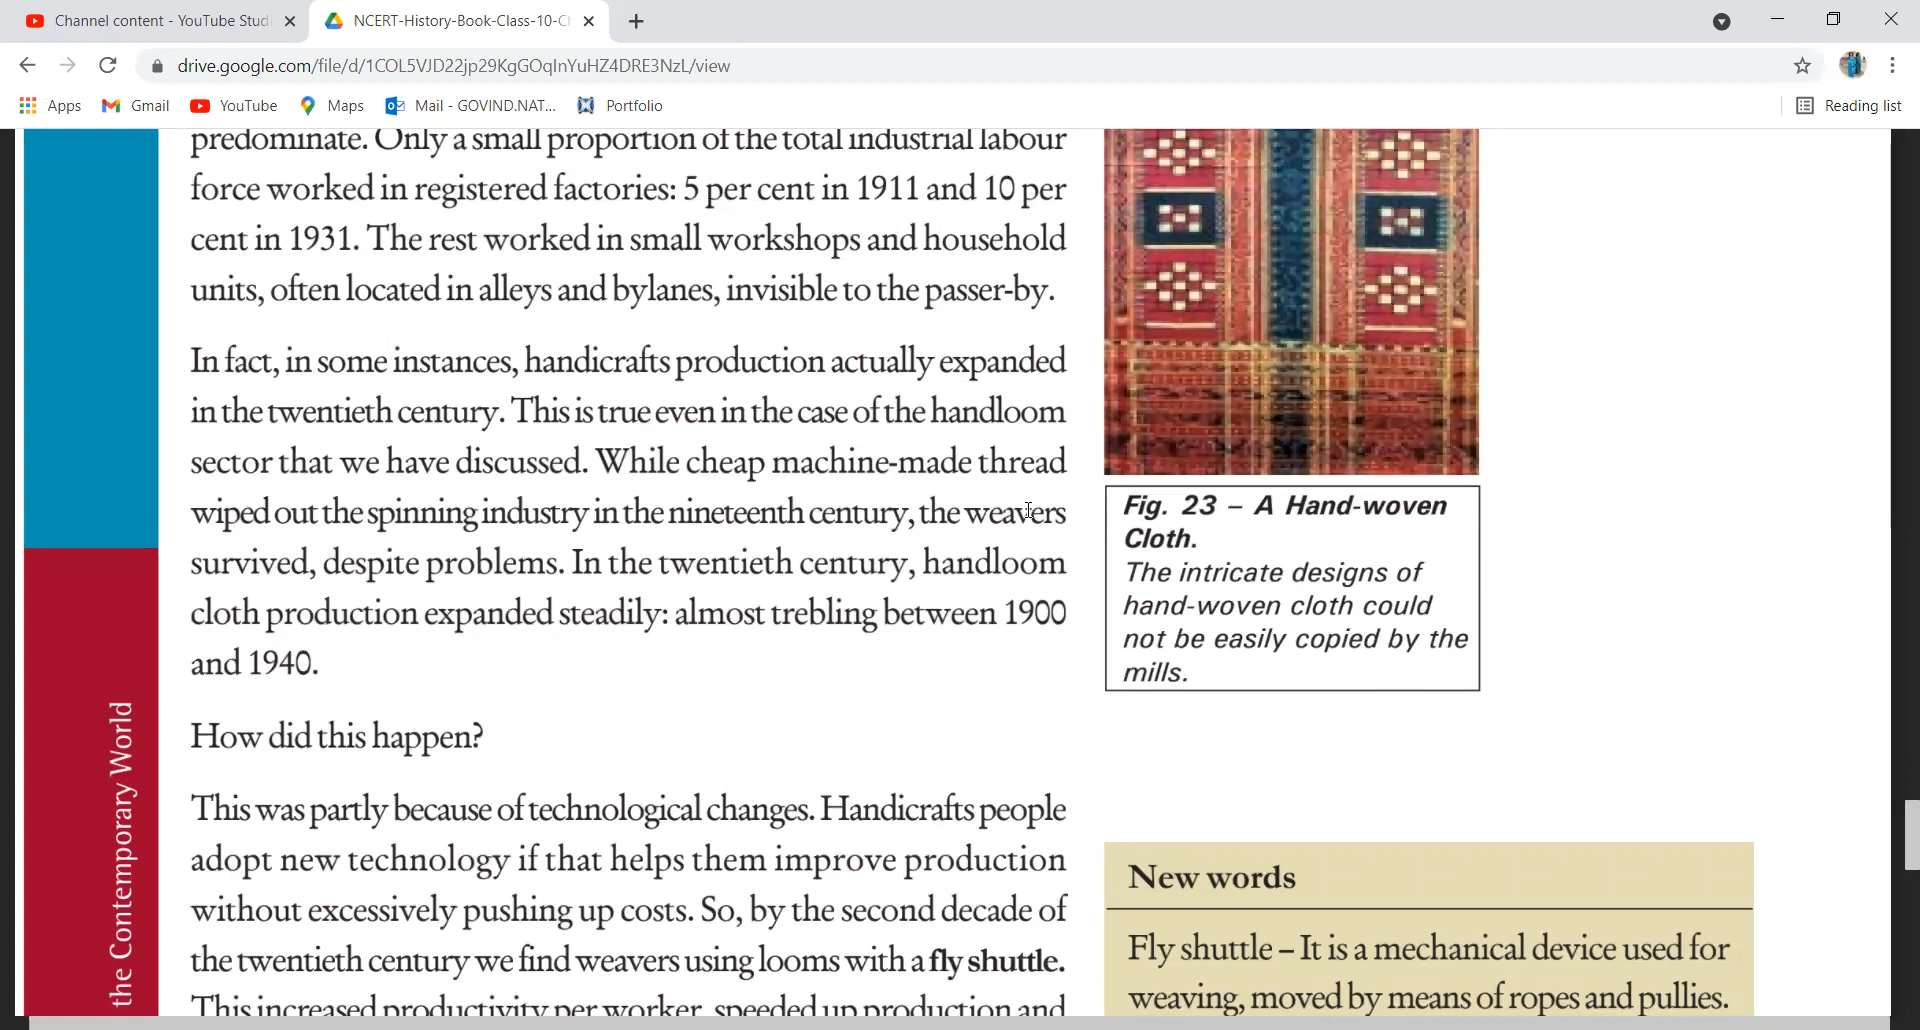 Channel content - YouTube Studi
NCERT-History-Book-Class-10-Ch
drive.google.com/file/d/1COL5VJD22jp29KgGOqInYuHZ4DRE3NzL/view
Apps
Gmail
YouTube
Maps
Mail - GOVIND.NAT...
Portfolio
Reading list
predominate. Only a small proportion of the total industrial labour
force worked in registered factories: 5 per cent in 1911 and 10 per
cent in 1931. The rest worked in small workshops and household
units, often located in alleys and bylanes, invisible to the passer-by.
In fact, in some instances, handicrafts production actually expanded
in the twentieth century. This is true even in the case of the handloom
sector that we have discussed. While cheap machine-made thread
wiped out the spinning industry in the nineteenth century, the weavers
survived, despite problems. In the twentieth century, handloom
cloth production expanded steadily: almost trebling between 1900
and 1940.
How did this happen?
This was partly because of technological changes. Handicrafts people
adopt new technology if that helps them improve production
without excessively pushing up costs. So, by the second decade of
the twentieth century we find weavers using looms with a fly shuttle.
This increased productivity per worker, speeded up production and
Fig. 23 – A Hand-woven
Cloth.
The intricate designs of
hand-woven cloth could
not be easily copied by the
mills.
New words
Fly shuttle – It is a mechanical device used for
weaving, moved by means of ropes and pullies.
the Contemporary World